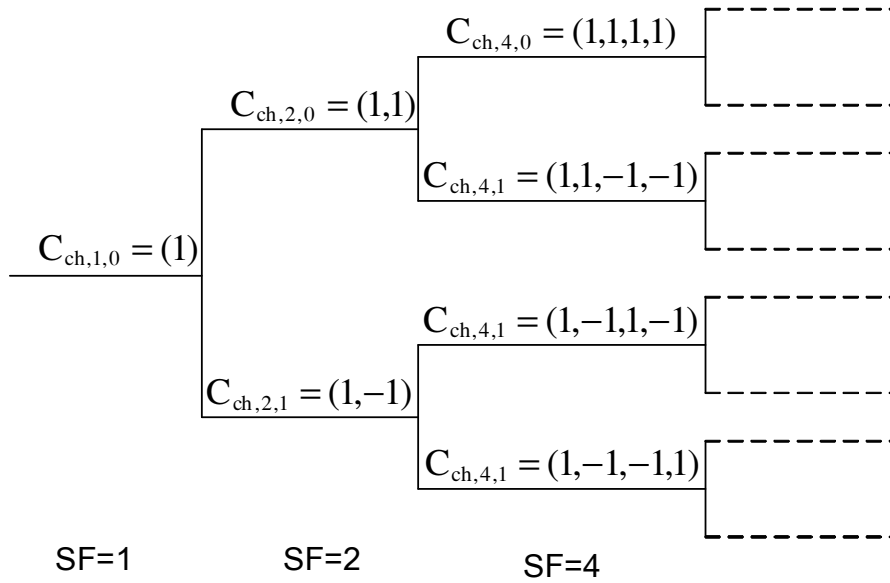 C_ch,4,0 = (1,1,1,1)
C_ch,2,0 = (1,1)
C_ch,4,1 = (1,1,−1,−1)
C_ch,1,0 = (1)
C_ch,4,1 = (1,−1,1,−1)
C_ch,2,1 = (1,−1)
C_ch,4,1 = (1,−1,−1,1)
SF=1 SF=2 SF=4